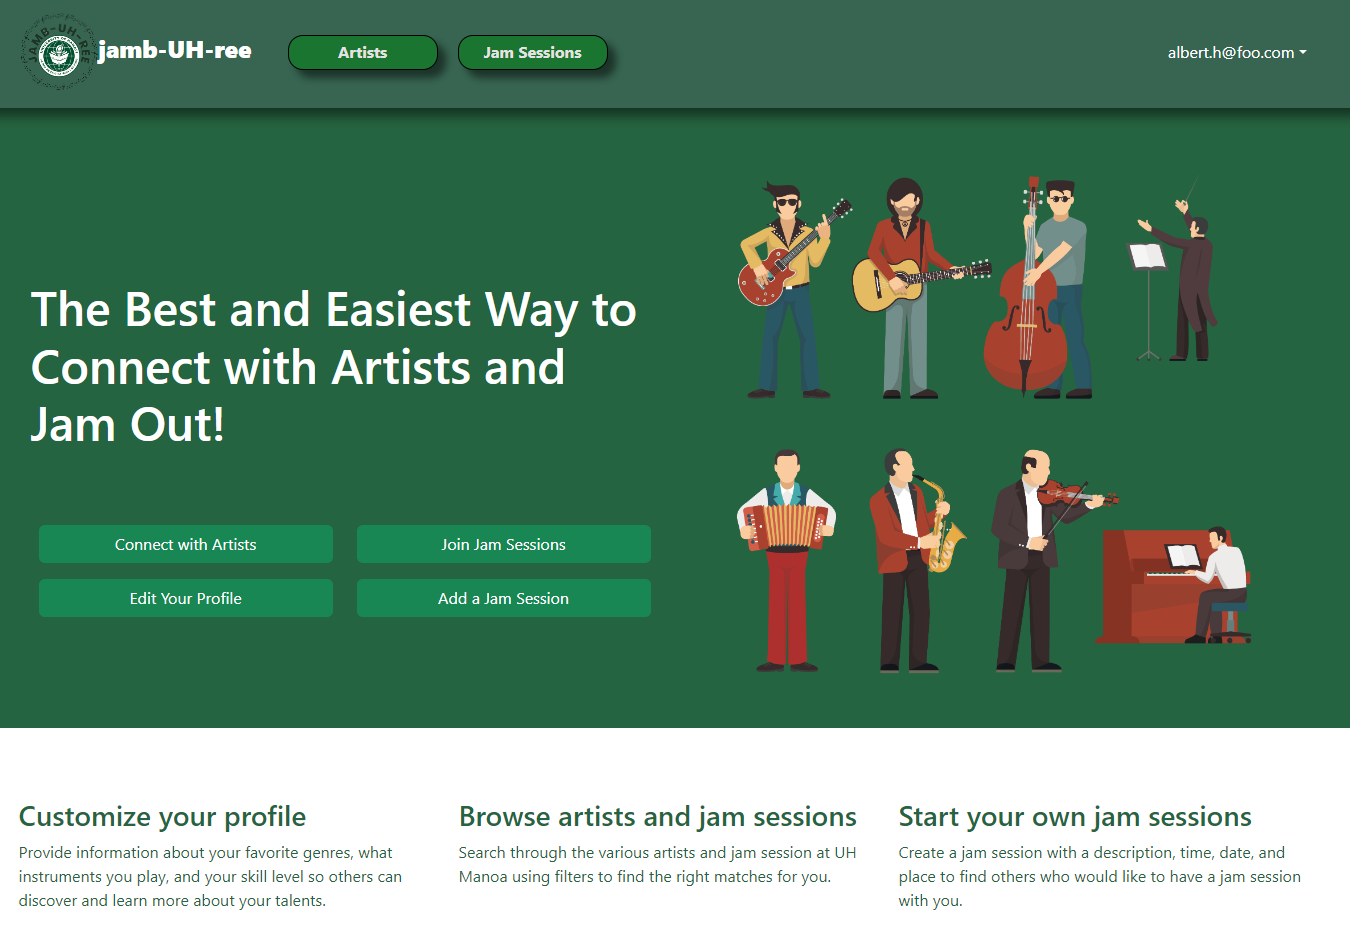 JAMB-UH-REE
jamb-UH-ree
Artists
Jam Sessions
albert.h@foo.com
The Best and Easiest Way to
Connect with Artists and
Jam Out!
Connect with Artists
Join Jam Sessions
Edit Your Profile
Add a Jam Session
Customize your profile
Provide information about your favorite genres, what
instruments you play, and your skill level so others can
discover and learn more about your talents.
Browse artists and jam sessions
Search through the various artists and jam session at UH
Manoa using filters to find the right matches for you.
Start your own jam sessions
Create a jam session with a description, time, date, and
place to find others who would like to have a jam session
with you.